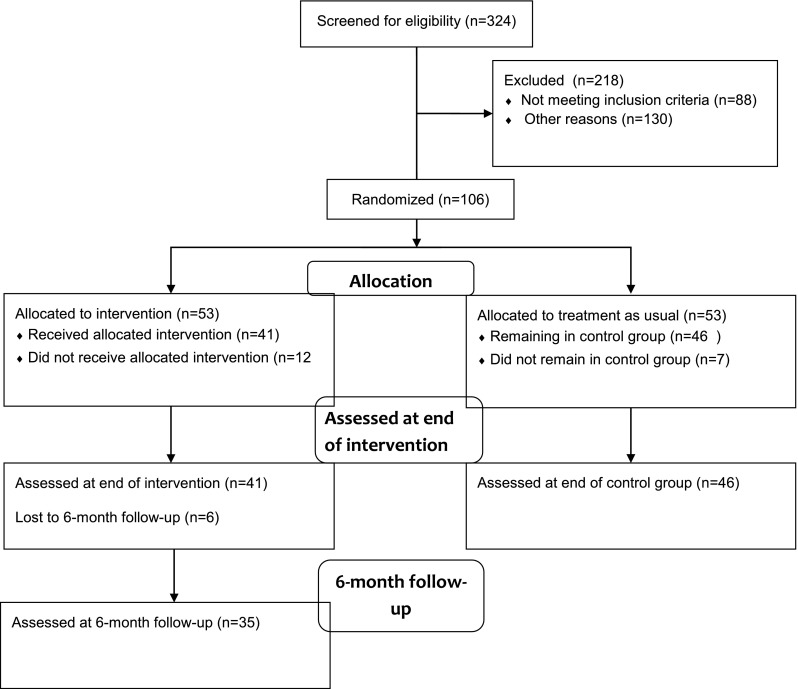 Screened for eligibility (n=324)
Excluded (n=218)
♦ Not meeting inclusion criteria (n=88)
♦ Other reasons (n=130)
Randomized (n=106)
Allocation
Allocated to intervention (n=53)
♦ Received allocated intervention (n=41)
♦ Did not receive allocated intervention (n=12
Allocated to treatment as usual (n=53)
♦ Remaining in control group (n=46 )
♦ Did not remain in control group (n=7)
Assessed at end
of intervention
Assessed at end of intervention (n=41)
Lost to 6-month follow-up (n=6)
Assessed at end of control group (n=46)
6-month follow-
up
Assessed at 6-month follow-up (n=35)